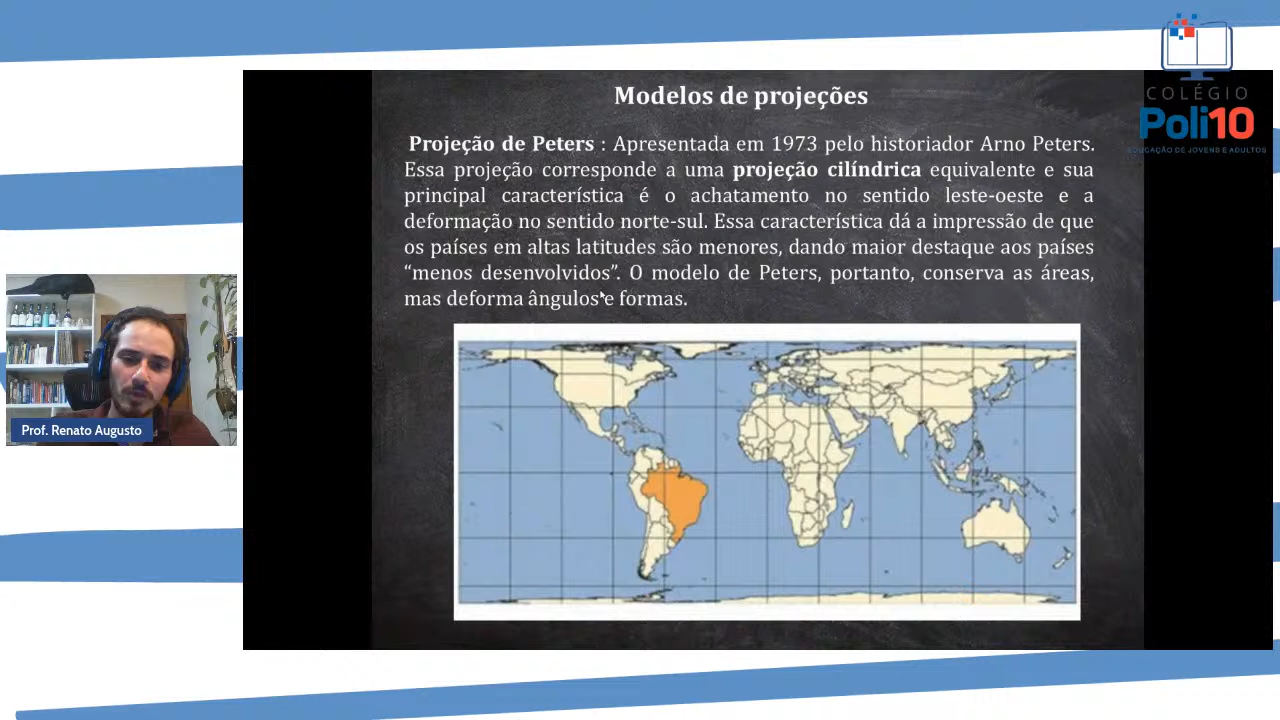 COLÉGIO
Poli10
EDUCAÇÃO DE JOVENS E ADULTOS
Modelos de projeções
Projeção de Peters : Apresentada em 1973 pelo historiador Arno Peters.
Essa projeção corresponde a uma projeção cilíndrica equivalente e sua
principal característica é o achatamento no sentido leste-oeste e a
deformação no sentido norte-sul. Essa característica dá a impressão de que
os países em altas latitudes são menores, dando maior destaque aos países
“menos desenvolvidos”. O modelo de Peters, portanto, conserva as áreas,
mas deforma ângulos e formas.
Prof. Renato Augusto